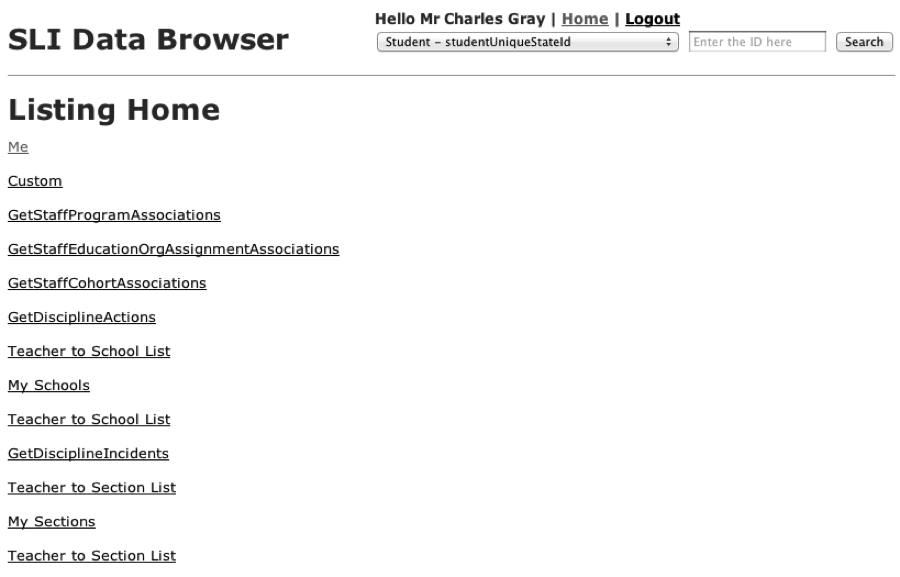 SLI Data Browser
Hello Mr Charles Gray | Home | Logout
Student – studentUniqueStateId
Enter the ID here
Search
Listing Home
Me
Custom
GetStaffProgramAssociations
GetStaffEducationOrgAssignmentAssociations
GetStaffCohortAssociations
GetDisciplineActions
Teacher to School List
My Schools
Teacher to School List
GetDisciplineIncidents
Teacher to Section List
My Sections
Teacher to Section List